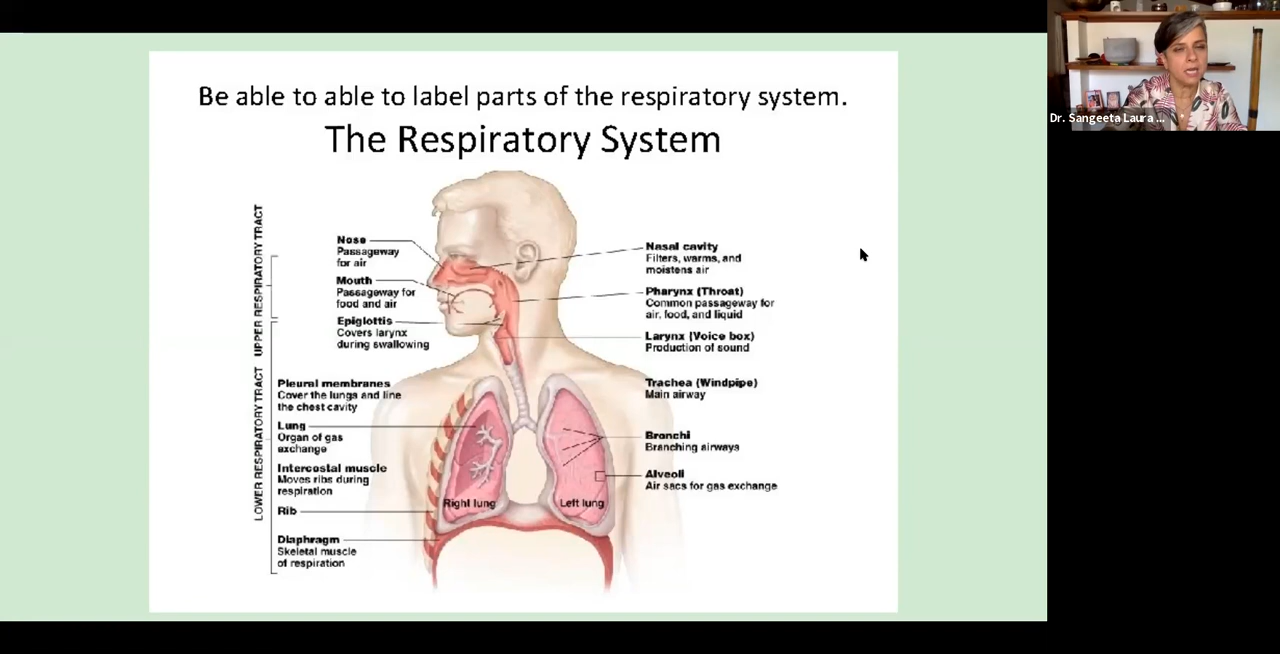 Be able to able to label parts of the respiratory system.
The Respiratory System
UPPER RESPIRATORY TRACT
LOWER RESPIRATORY TRACT
Nose
Passageway
for air
Mouth
Passageway for
food and air
Epiglottis
Covers larynx
during swallowing
Pleural membranes
Cover the lungs and line
the chest cavity
Lung
Organ of gas
exchange
Intercostal muscle
Moves ribs during
respiration
Rib
Diaphragm
Skeletal muscle
of respiration
Nasal cavity
Filters, warms, and
moistens air
Pharynx (Throat)
Common passageway for
air, food, and liquid
Larynx (Voice box)
Production of sound
Trachea (Windpipe)
Main airway
Bronchi
Branching airways
Alveoli
Air sacs for gas exchange
Right lung
Left lung
Dr. Sangeeta Laura ...